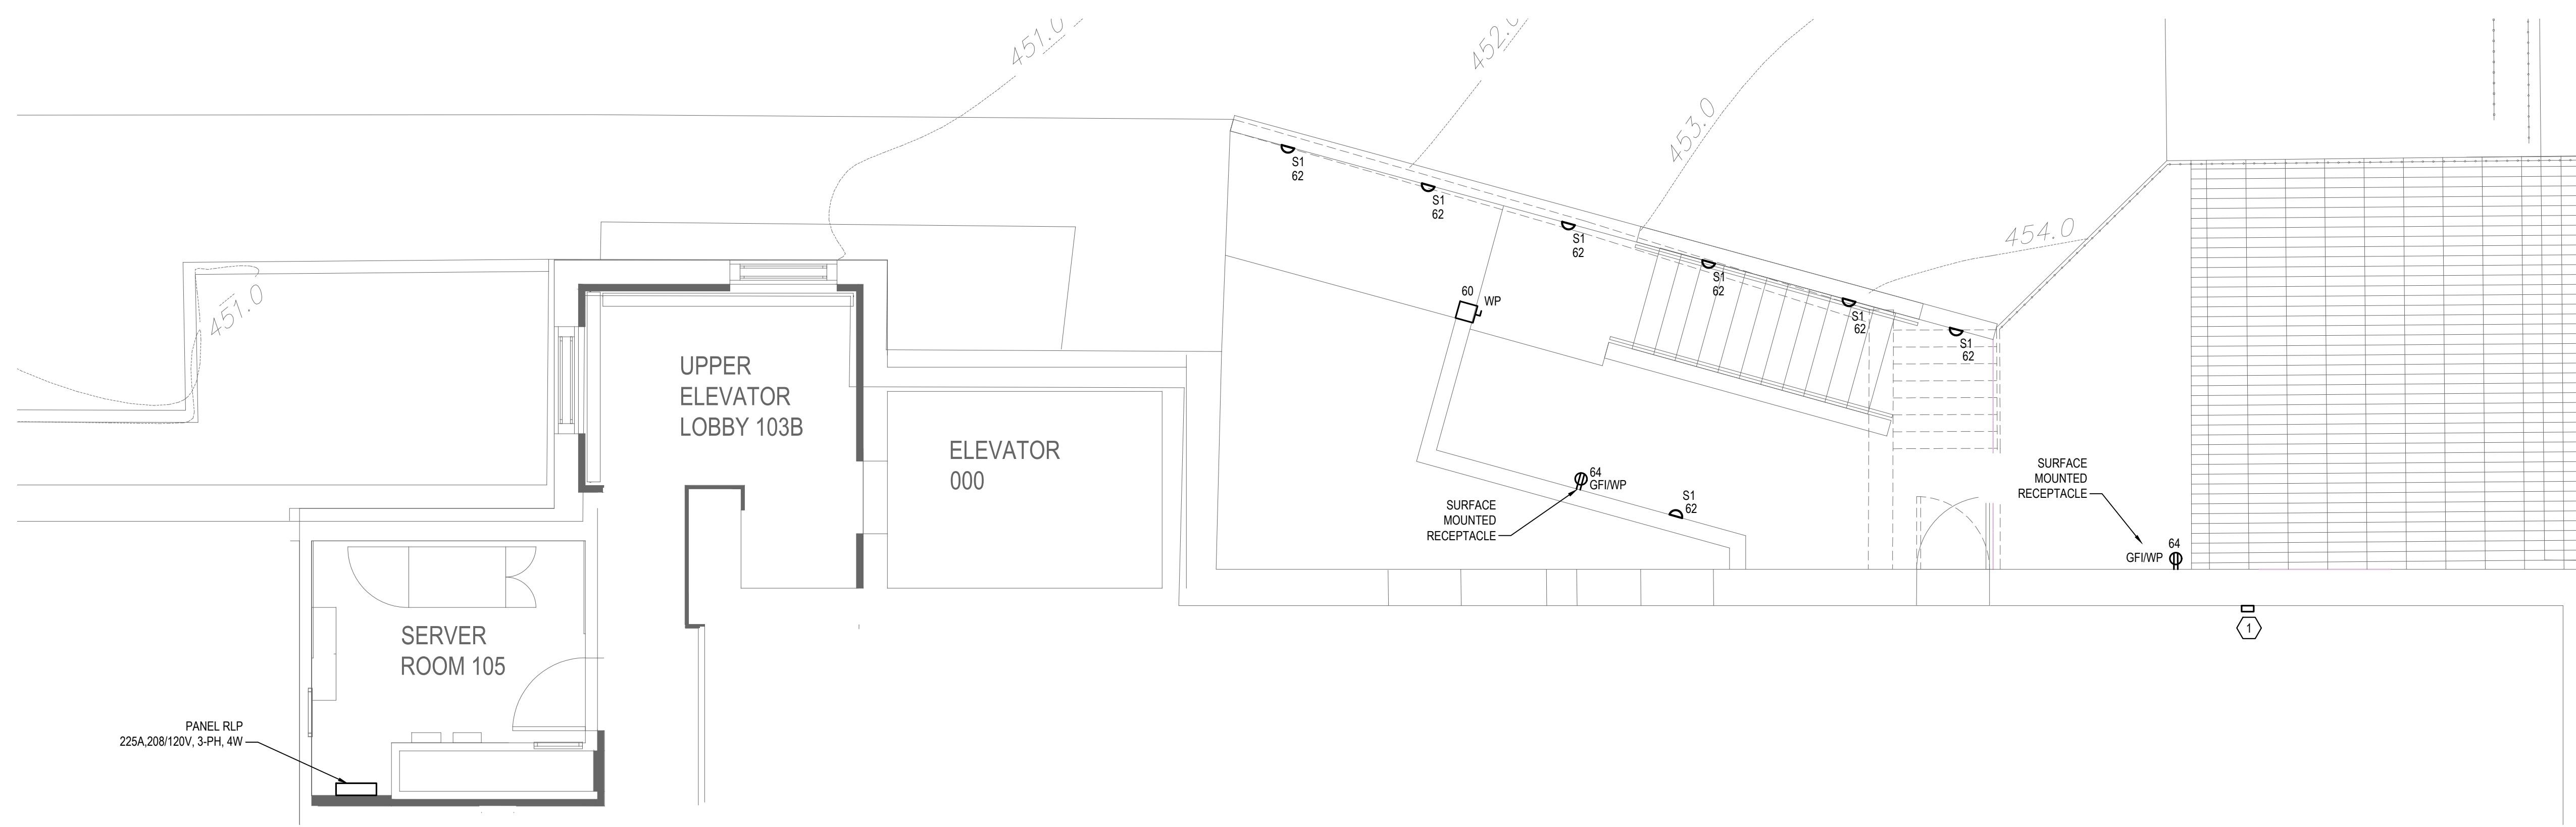 451.0
452.0
453.0
454.0
451.0
S1
62
S1
62
S1
62
S1
62
S1
62
S1
62
60
WP
UPPER
ELEVATOR
LOBBY 103B
ELEVATOR
000
64
GFI/WP
SURFACE
MOUNTED
RECEPTACLE
S1
62
SURFACE
MOUNTED
RECEPTACLE
64
GFI/WP
1
SERVER
ROOM 105
PANEL RLP
225A,208/120V, 3-PH, 4W